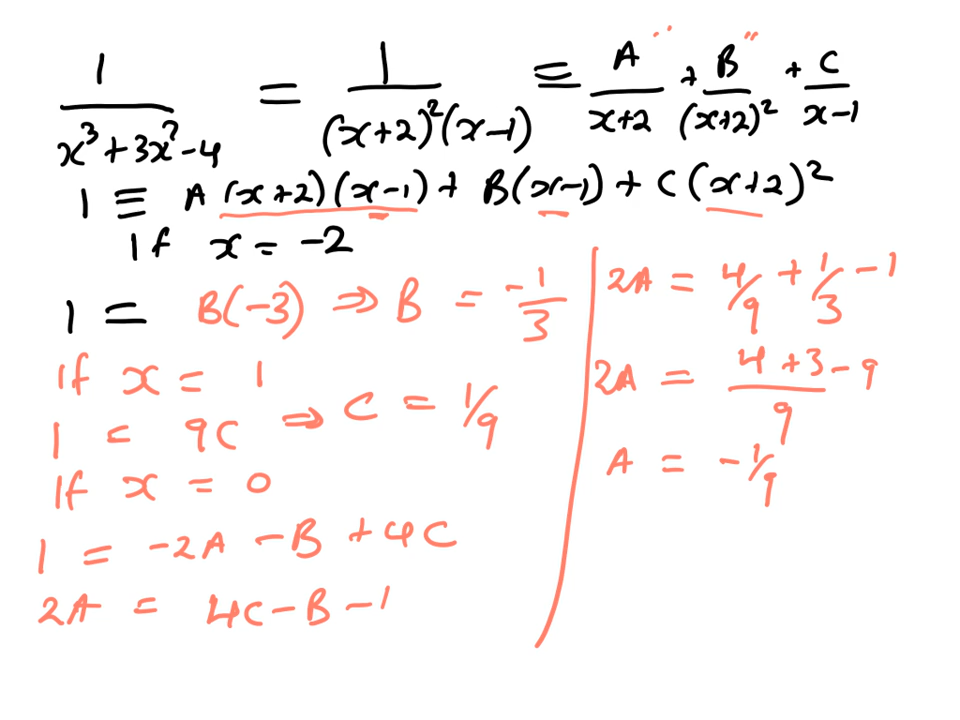 1/(x³+3x²-4) = 1/((x+2)²(x-1)) ≡ A/(x+2) + B/(x+2)² + C/(x-1)
1 ≡ A(x+2)(x-1) + B(x-1) + C(x+2)²
If x = -2
1 = B(-3) ⇒ B = -1/3
If x = 1
1 = 9C ⇒ C = 1/9
If x = 0
1 = -2A - B + 4C
2A = 4C - B - 1
2A = 4/9 + 1/3 - 1
2A = (4+3-9)/9
A = -1/9